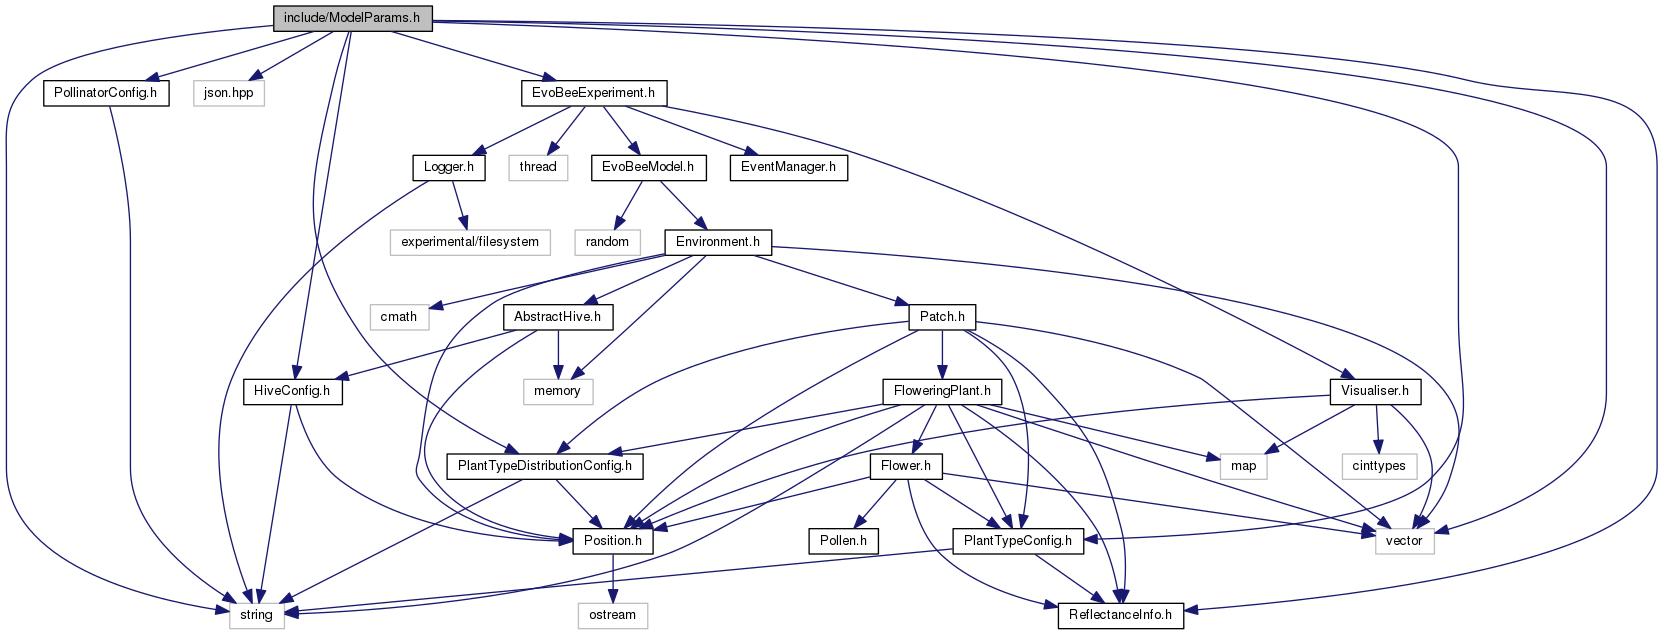 include/ModelParams.h
PollinatorConfig.h
json.hpp
EvoBeeExperiment.h
Logger.h
thread
EvoBeeModel.h
EventManager.h
experimental/filesystem
random
Environment.h
cmath
AbstractHive.h
Patch.h
HiveConfig.h
memory
FloweringPlant.h
Visualiser.h
PlantTypeDistributionConfig.h
Flower.h
map
cinttypes
Position.h
Pollen.h
PlantTypeConfig.h
vector
string
ostream
ReflectanceInfo.h